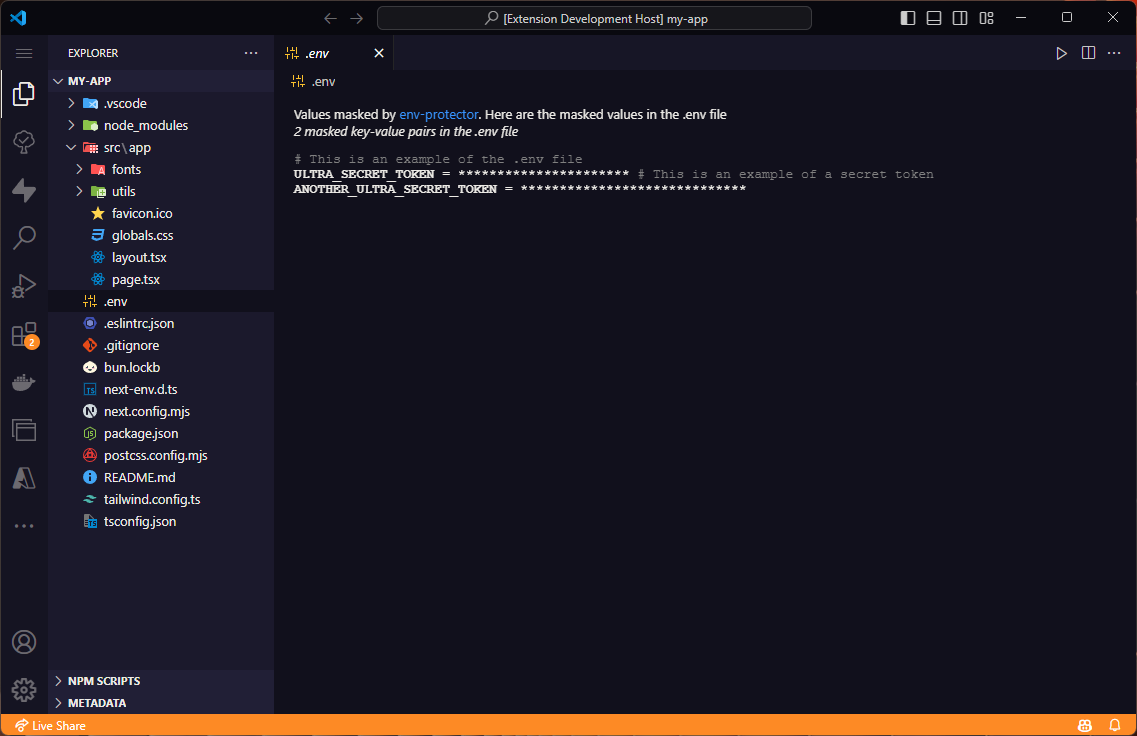 [Extension Development Host] my-app
EXPLORER
.env
MY-APP
.env
.vscode
node_modules
src\app
fonts
utils
favicon.ico
globals.css
layout.tsx
page.tsx
.env
.eslintrc.json
.gitignore
bun.lockb
next-env.d.ts
next.config.mjs
package.json
postcss.config.mjs
README.md
tailwind.config.ts
tsconfig.json
NPM SCRIPTS
METADATA
2
Values masked by env-protector. Here are the masked values in the .env file
2 masked key-value pairs in the .env file
# This is an example of the .env file
ULTRA_SECRET_TOKEN = ********************** # This is an example of a secret token
ANOTHER_ULTRA_SECRET_TOKEN = *****************************
Live Share